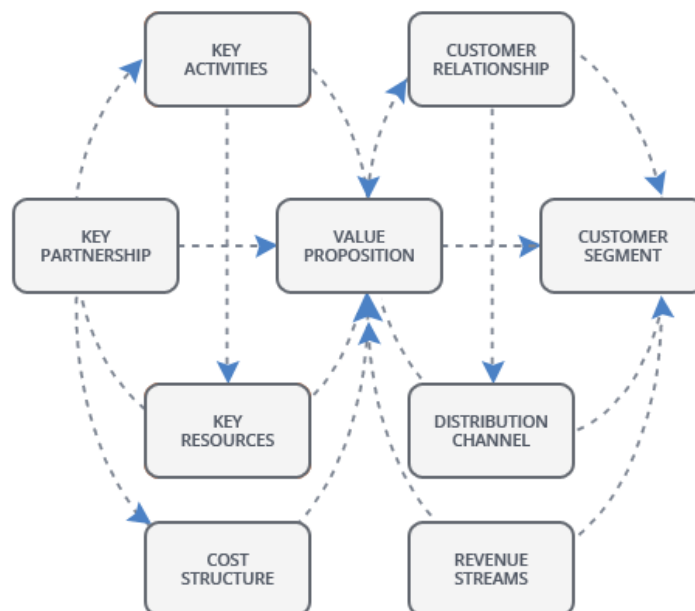 KEY
ACTIVITIES
CUSTOMER
RELATIONSHIP
KEY
PARTNERSHIP
VALUE
PROPOSITION
CUSTOMER
SEGMENT
KEY
RESOURCES
DISTRIBUTION
CHANNEL
COST
STRUCTURE
REVENUE
STREAMS